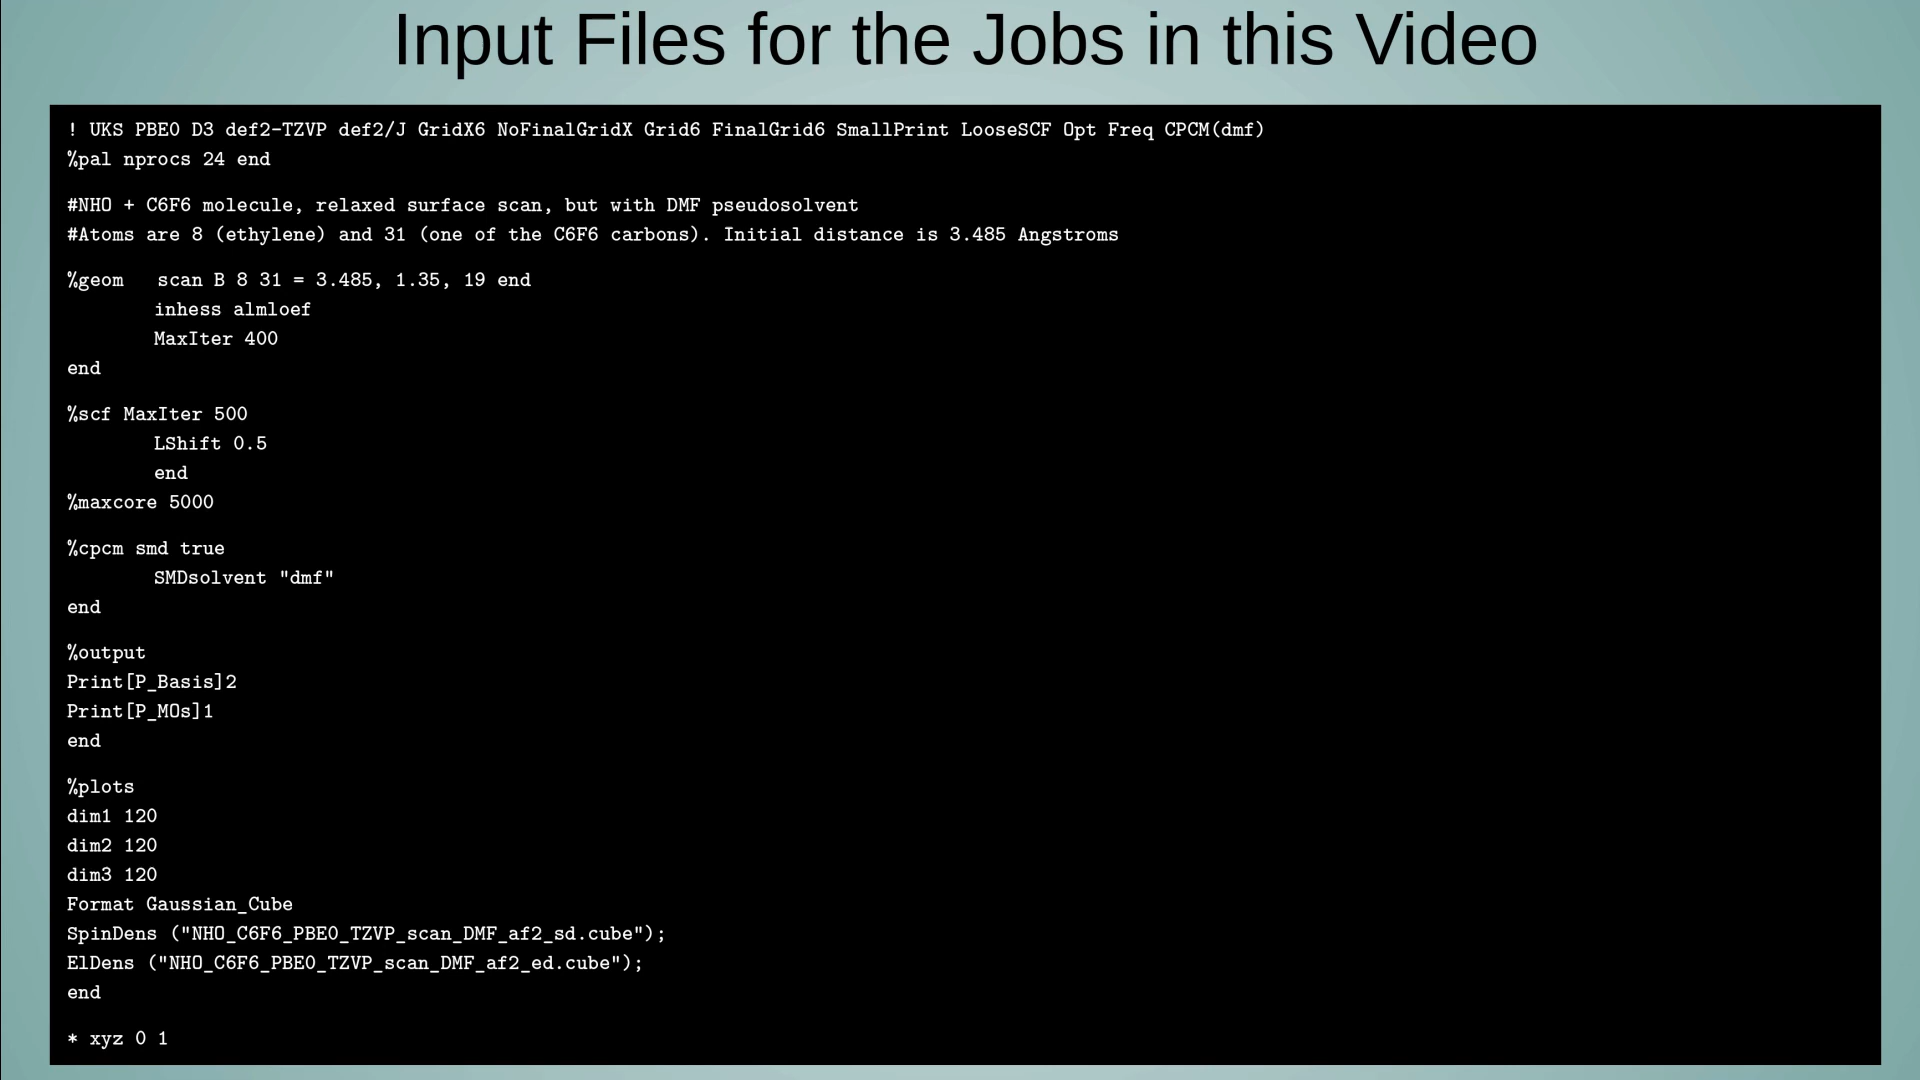 Input Files for the Jobs in this Video
! UKS PBE0 D3 def2-TZVP def2/J GridX6 NoFinalGridX Grid6 FinalGrid6 SmallPrint LooseSCF Opt Freq CPCM(dmf)
%pal nprocs 24 end
#NHO + C6F6 molecule, relaxed surface scan, but with DMF pseudosolvent
#Atoms are 8 (ethylene) and 31 (one of the C6F6 carbons). Initial distance is 3.485 Angstroms
%geom scan B 8 31 = 3.485, 1.35, 19 end
inhess almloef
MaxIter 400
end
%scf MaxIter 500
LShift 0.5
end
%maxcore 5000
%cpcm smd true
SMDsolvent "dmf"
end
%output
Print[P_Basis]2
Print[P_MOs]1
end
%plots
dim1 120
dim2 120
dim3 120
Format Gaussian_Cube
SpinDens ("NHO_C6F6_PBE0_TZVP_scan_DMF_af2_sd.cube");
ElDens ("NHO_C6F6_PBE0_TZVP_scan_DMF_af2_ed.cube");
end
* xyz 0 1